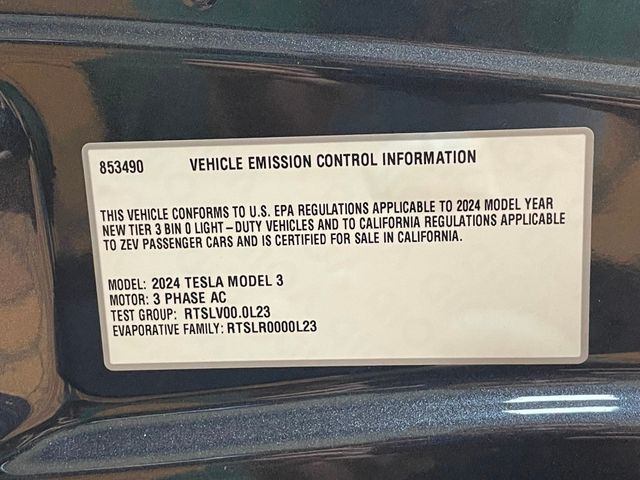 853490 VEHICLE EMISSION CONTROL INFORMATION
THIS VEHICLE CONFORMS TO U.S. EPA REGULATIONS APPLICABLE TO 2024 MODEL YEAR
NEW TIER 3 BIN 0 LIGHT-DUTY VEHICLES AND TO CALIFORNIA REGULATIONS APPLICABLE
TO ZEV PASSENGER CARS AND IS CERTIFIED FOR SALE IN CALIFORNIA.
MODEL: 2024 TESLA MODEL 3
MOTOR: 3 PHASE AC
TEST GROUP: RTSLV00.0L23
EVAPORATIVE FAMILY: RTSLR0000L23